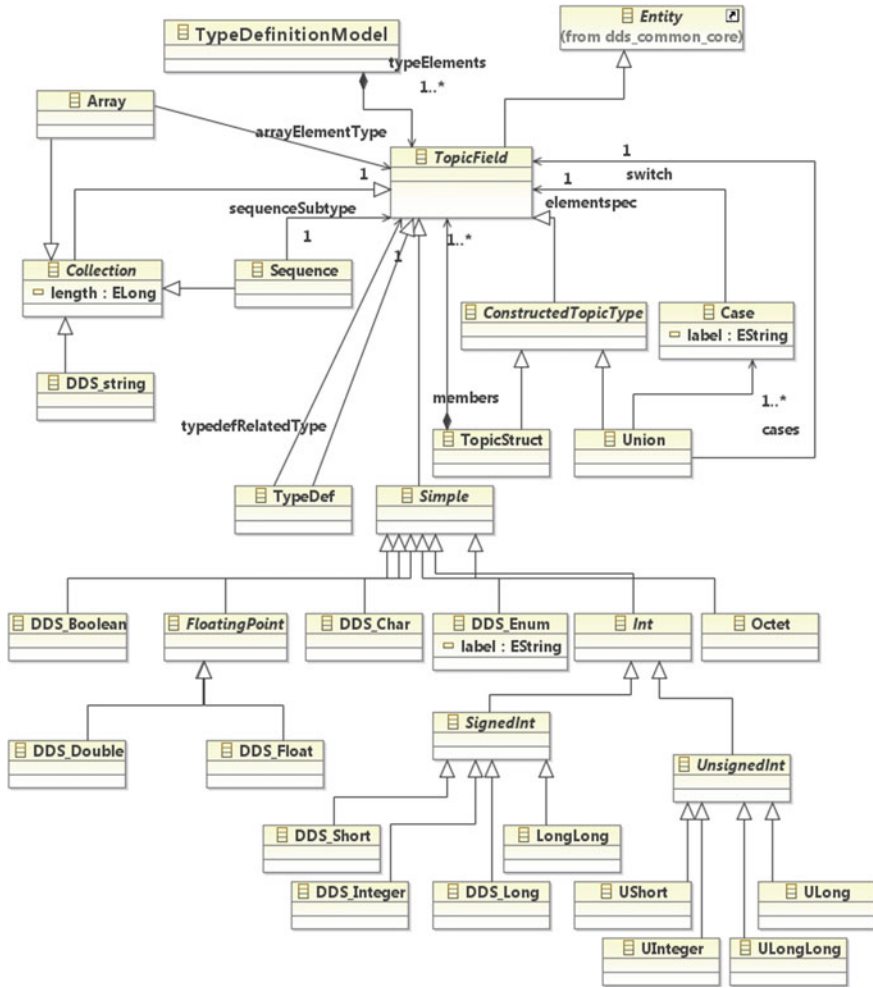 Entity
(from dds_common_core)
TypeDefinitionModel
typeElements
1..*
Array
arrayElementType
TopicField
1
1
1
switch
elementspec
sequenceSubtype
1
1..*
1
Collection
length : ELong
Sequence
ConstructedTopicType
Case
label : EString
DDS_string
members
1..*
cases
typedefRelatedType
TopicStruct
Union
TypeDef
Simple
DDS_Boolean
FloatingPoint
DDS_Char
DDS_Enum
label : EString
Int
Octet
SignedInt
DDS_Double
DDS_Float
UnsignedInt
DDS_Short
LongLong
DDS_Integer
DDS_Long
UShort
ULong
UInteger
ULongLong